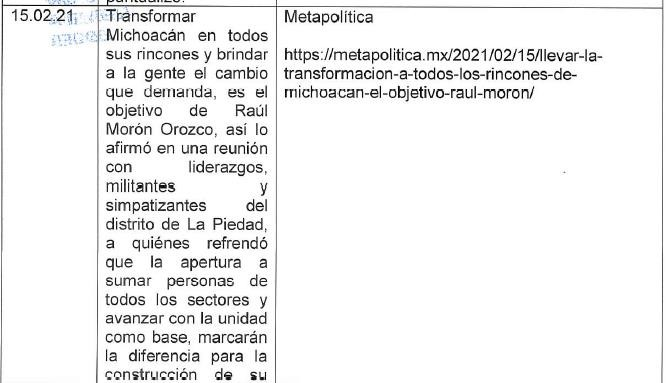 puntualizó.
15.02.21
Transformar
Michoacán en todos
sus rincones y brindar
a la gente el cambio
que demanda, es el
objetivo de Raúl
Morón Orozco, así lo
afirmó en una reunión
con liderazgos,
militantes y
simpatizantes del
distrito de La Piedad,
a quiénes refrendó
que la apertura a
sumar personas de
todos los sectores y
avanzar con la unidad
como base, marcarán
la diferencia para la
construcción de su
Metapolítica
https://metapolitica.mx/2021/02/15/llevar-la-
transformacion-a-todos-los-rincones-de-
michoacan-el-objetivo-raul-moron/